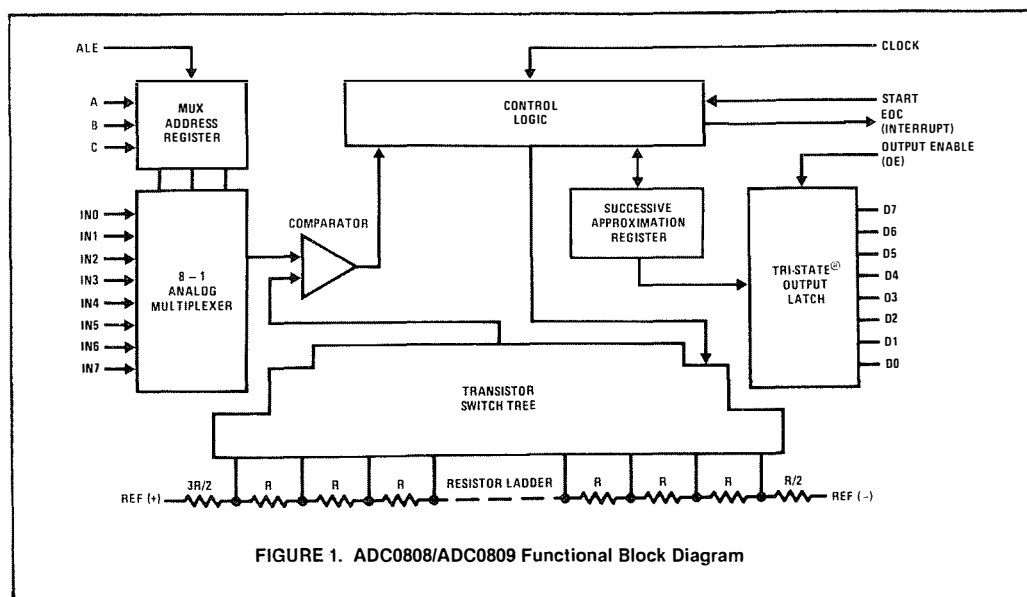 ALE
CLOCK
A
B
C
MUX
ADDRESS
REGISTER
CONTROL
LOGIC
START
EOC
(INTERRUPT)
OUTPUT ENABLE
(OE)
IN0
IN1
IN2
IN3
IN4
IN5
IN6
IN7
8 – 1
ANALOG
MULTIPLEXER
COMPARATOR
SUCCESSIVE
APPROXIMATION
REGISTER
TRI-STATE®
OUTPUT
LATCH
D7
D6
D5
D4
D3
D2
D1
D0
TRANSISTOR
SWITCH TREE
REF (+)
3R/2
R
R
R
RESISTOR LADDER
R
R
R
R/2
REF (–)
FIGURE 1. ADC0808/ADC0809 Functional Block Diagram